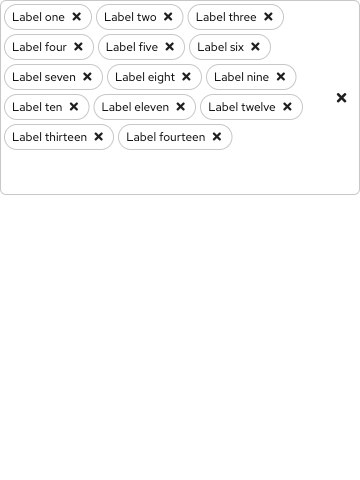 Label one Label two Label three
Label four Label five Label six
Label seven Label eight Label nine
Label ten Label eleven Label twelve
Label thirteen Label fourteen